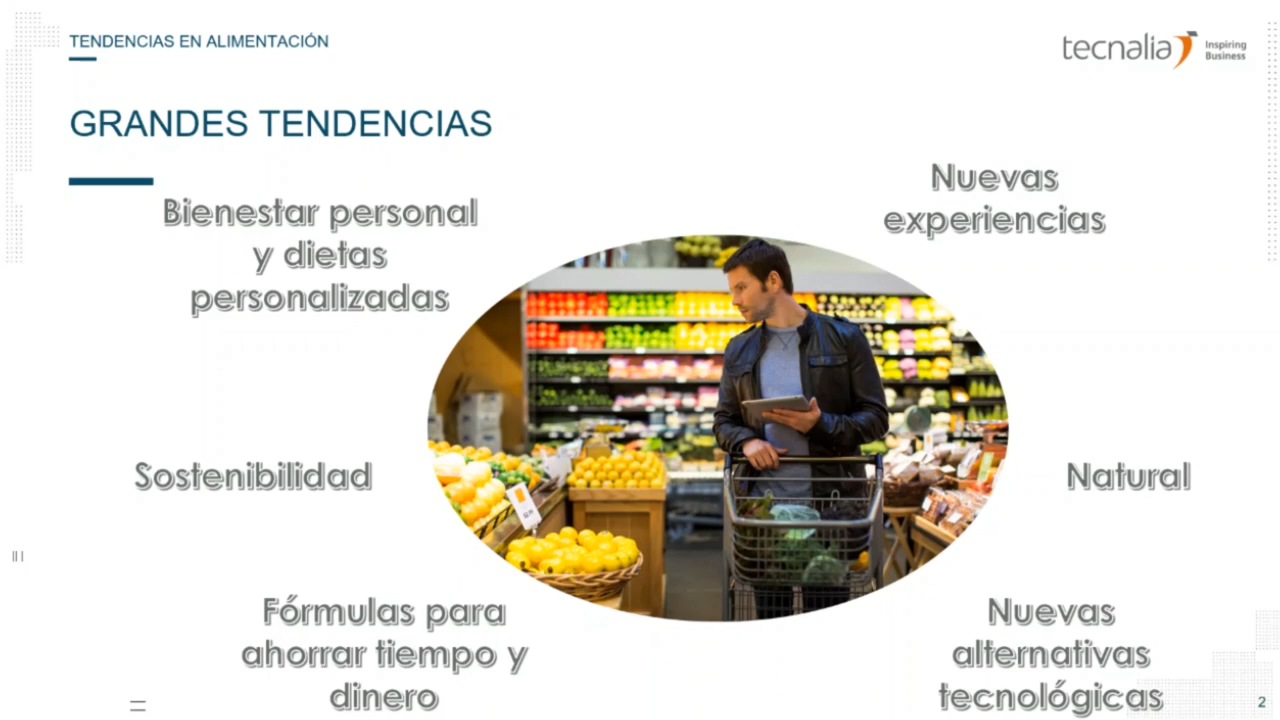 TENDENCIAS EN ALIMENTACIÓN
tecnalia
Inspiring
Business
GRANDES TENDENCIAS
Bienestar personal
y dietas
personalizadas
Nuevas
experiencias
Sostenibilidad
Natural
Fórmulas para
ahorrar tiempo y
dinero
Nuevas
alternativas
tecnológicas
2